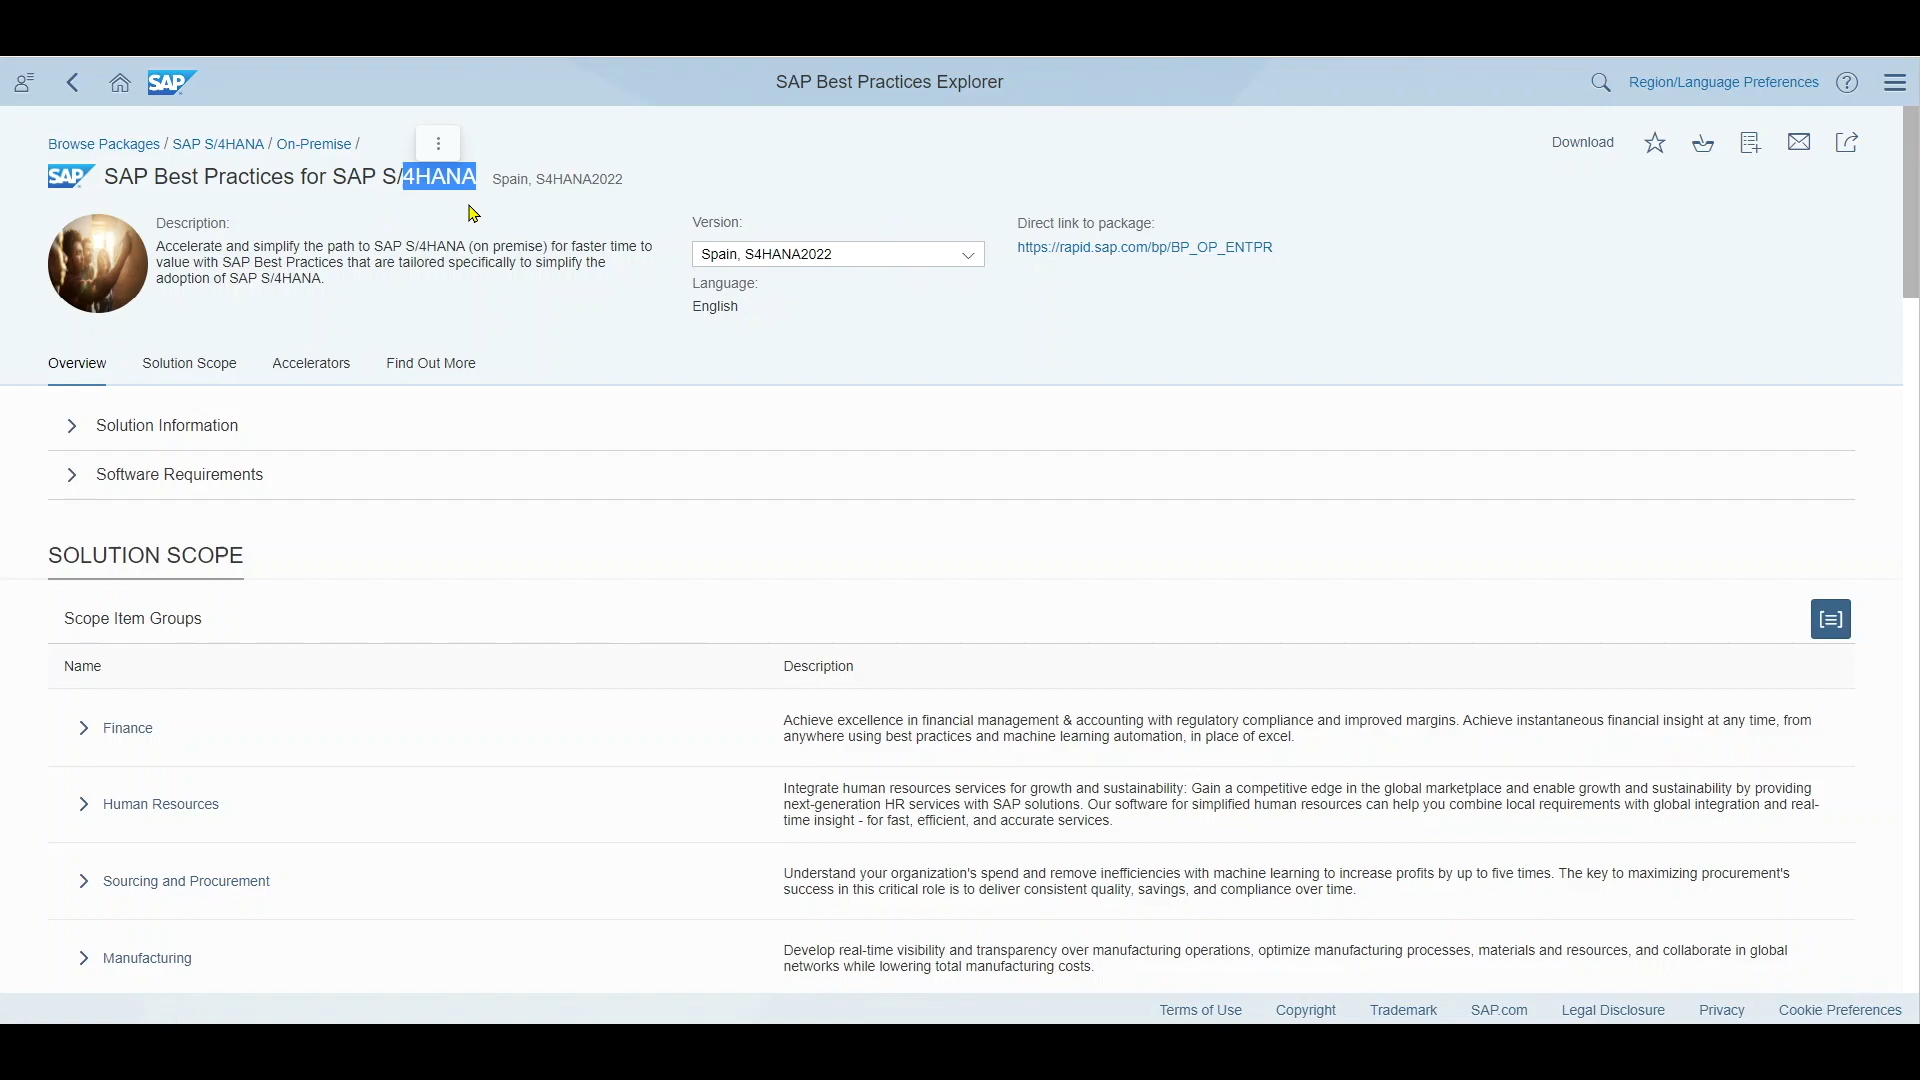 SAP
SAP Best Practices Explorer
Region/Language Preferences
Browse Packages / SAP S/4HANA / On-Premise /
Download
SAP
SAP Best Practices for SAP S/4HANA
Spain, S4HANA2022
Description:
Accelerate and simplify the path to SAP S/4HANA (on premise) for faster time to
value with SAP Best Practices that are tailored specifically to simplify the
adoption of SAP S/4HANA.
Version:
Spain, S4HANA2022
Language:
English
Direct link to package:
https://rapid.sap.com/bp/BP_OP_ENTPR
Overview
Solution Scope
Accelerators
Find Out More
Solution Information
Software Requirements
SOLUTION SCOPE
Scope Item Groups
Name
Description
Finance
Achieve excellence in financial management & accounting with regulatory compliance and improved margins. Achieve instantaneous financial insight at any time, from
anywhere using best practices and machine learning automation, in place of excel.
Human Resources
Integrate human resources services for growth and sustainability: Gain a competitive edge in the global marketplace and enable growth and sustainability by providing
next-generation HR services with SAP solutions. Our software for simplified human resources can help you combine local requirements with global integration and real-
time insight - for fast, efficient, and accurate services.
Sourcing and Procurement
Understand your organization's spend and remove inefficiencies with machine learning to increase profits by up to five times. The key to maximizing procurement's
success in this critical role is to deliver consistent quality, savings, and compliance over time.
Manufacturing
Develop real-time visibility and transparency over manufacturing operations, optimize manufacturing processes, materials and resources, and collaborate in global
networks while lowering total manufacturing costs.
Terms of Use
Copyright
Trademark
SAP.com
Legal Disclosure
Privacy
Cookie Preferences